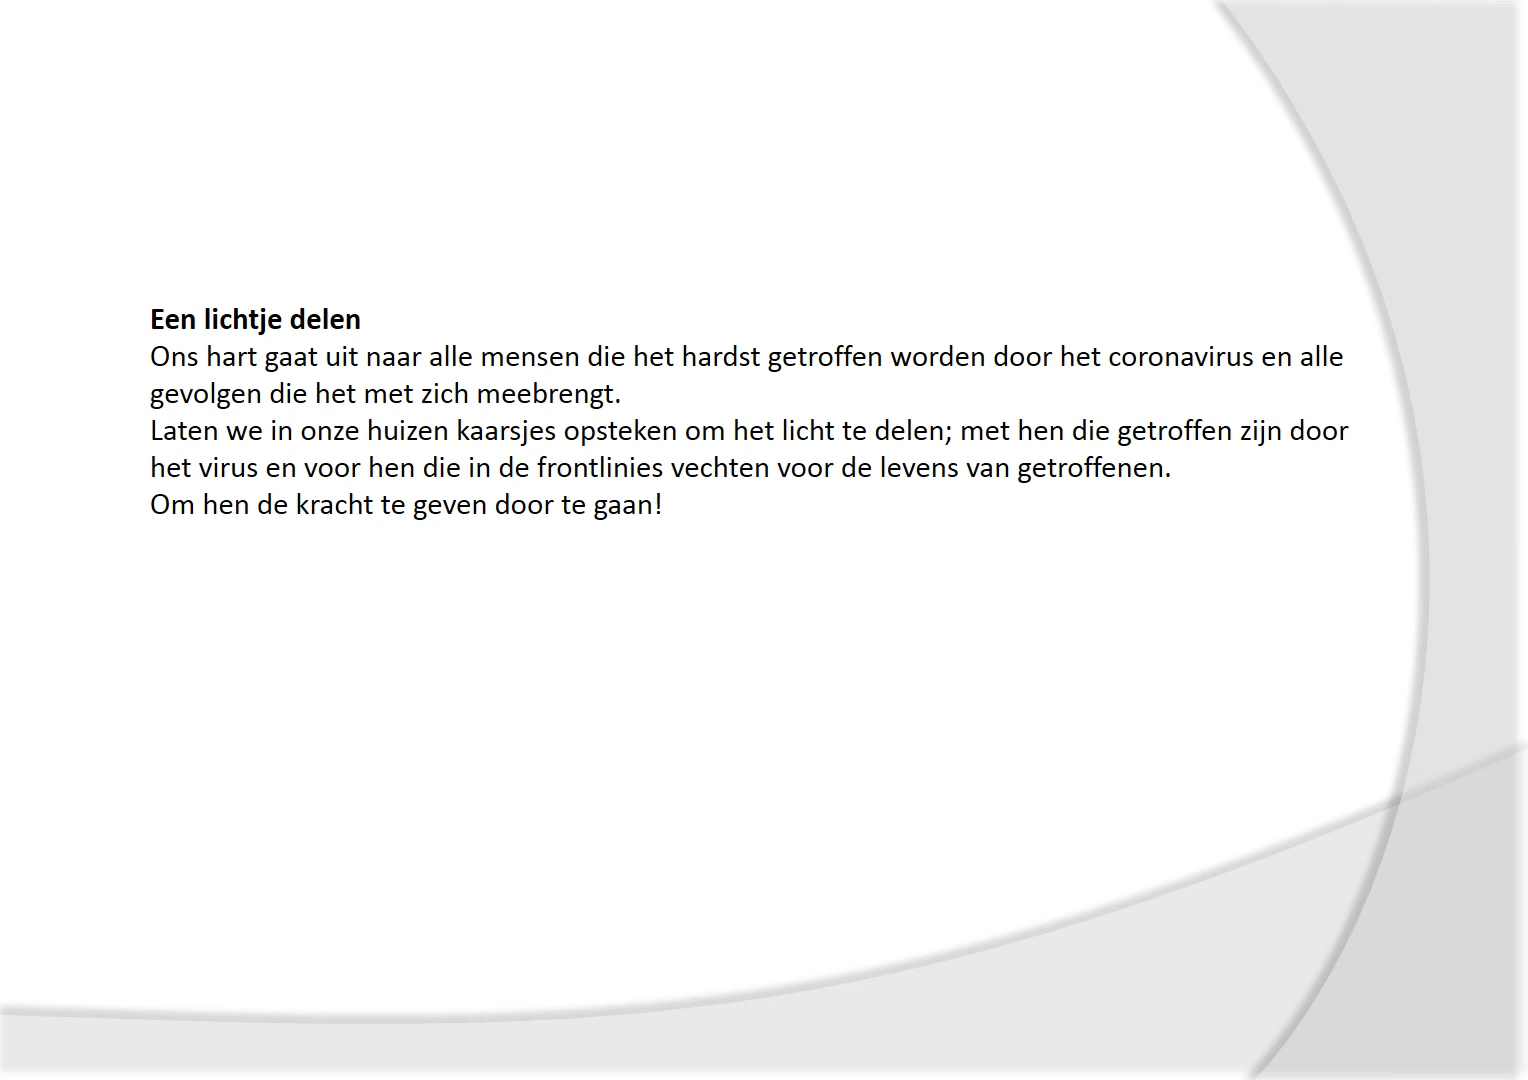 Een lichtje delen
Ons hart gaat uit naar alle mensen die het hardst getroffen worden door het coronavirus en alle
gevolgen die het met zich meebrengt.
Laten we in onze huizen kaarsjes opsteken om het licht te delen; met hen die getroffen zijn door
het virus en voor hen die in de frontlinies vechten voor de levens van getroffenen.
Om hen de kracht te geven door te gaan!